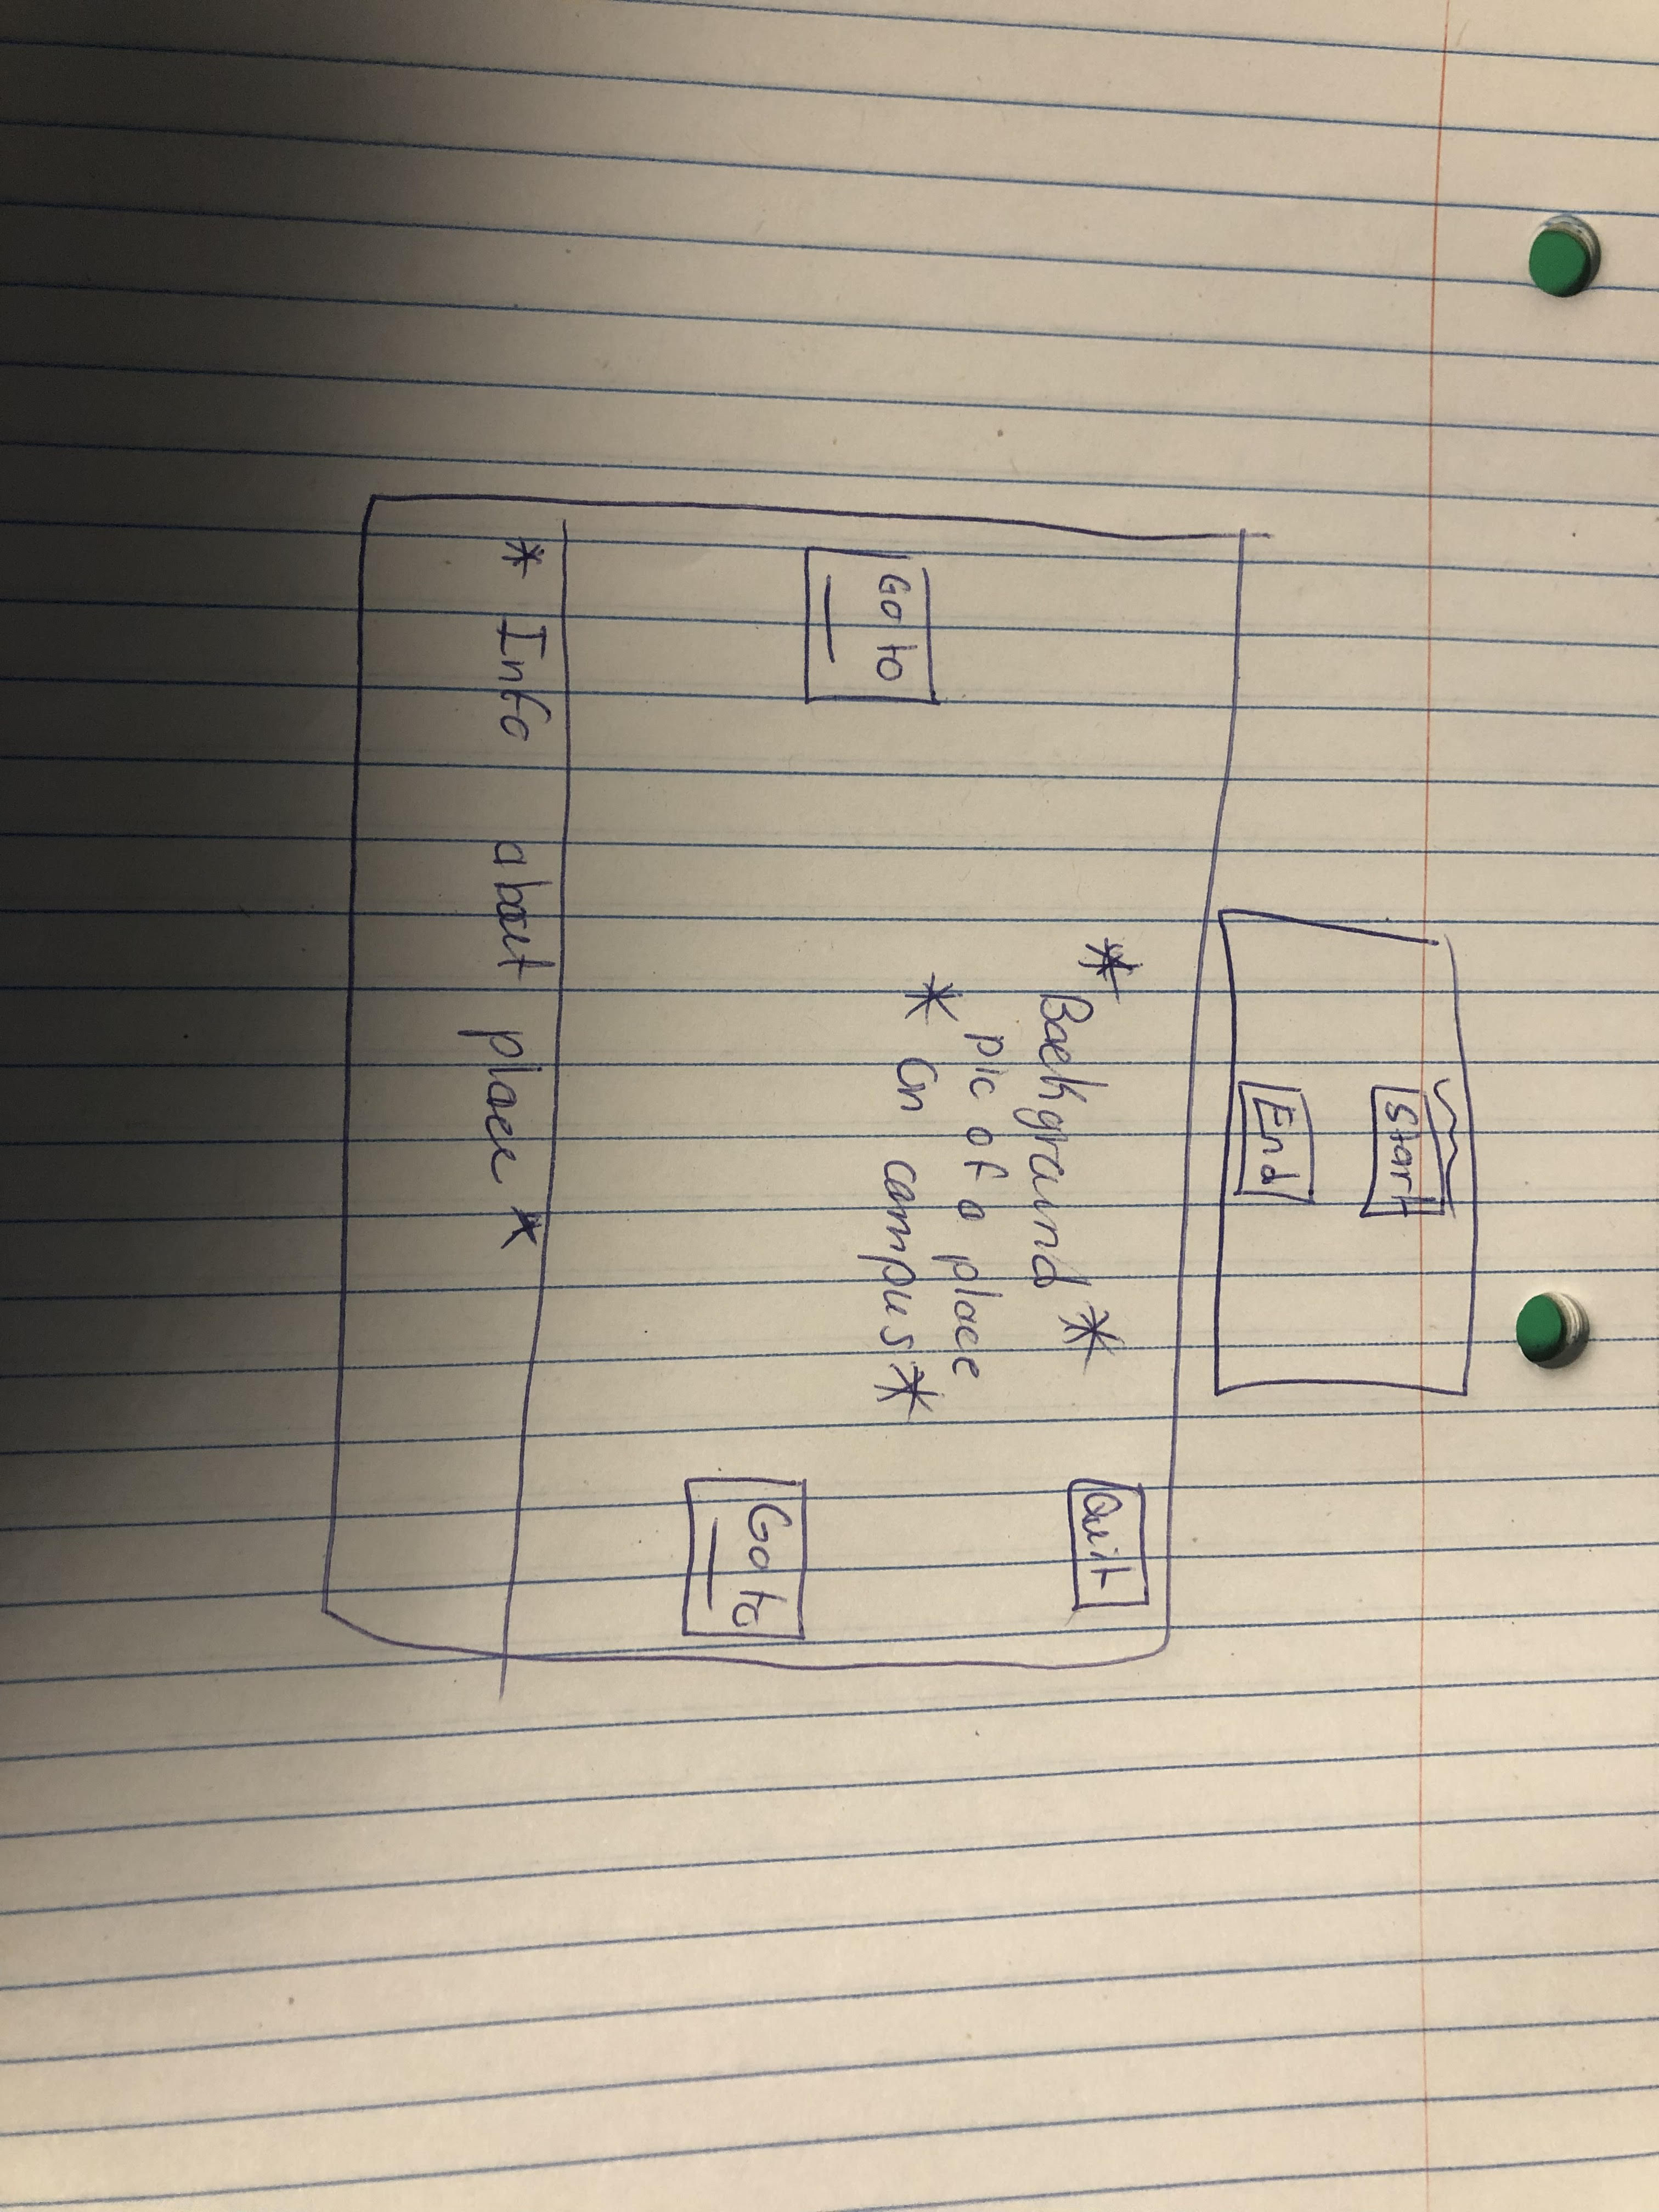 Start
End
Quit
* Background *
pic of a place
* on campus *
Go to
Go to
* Info about place *